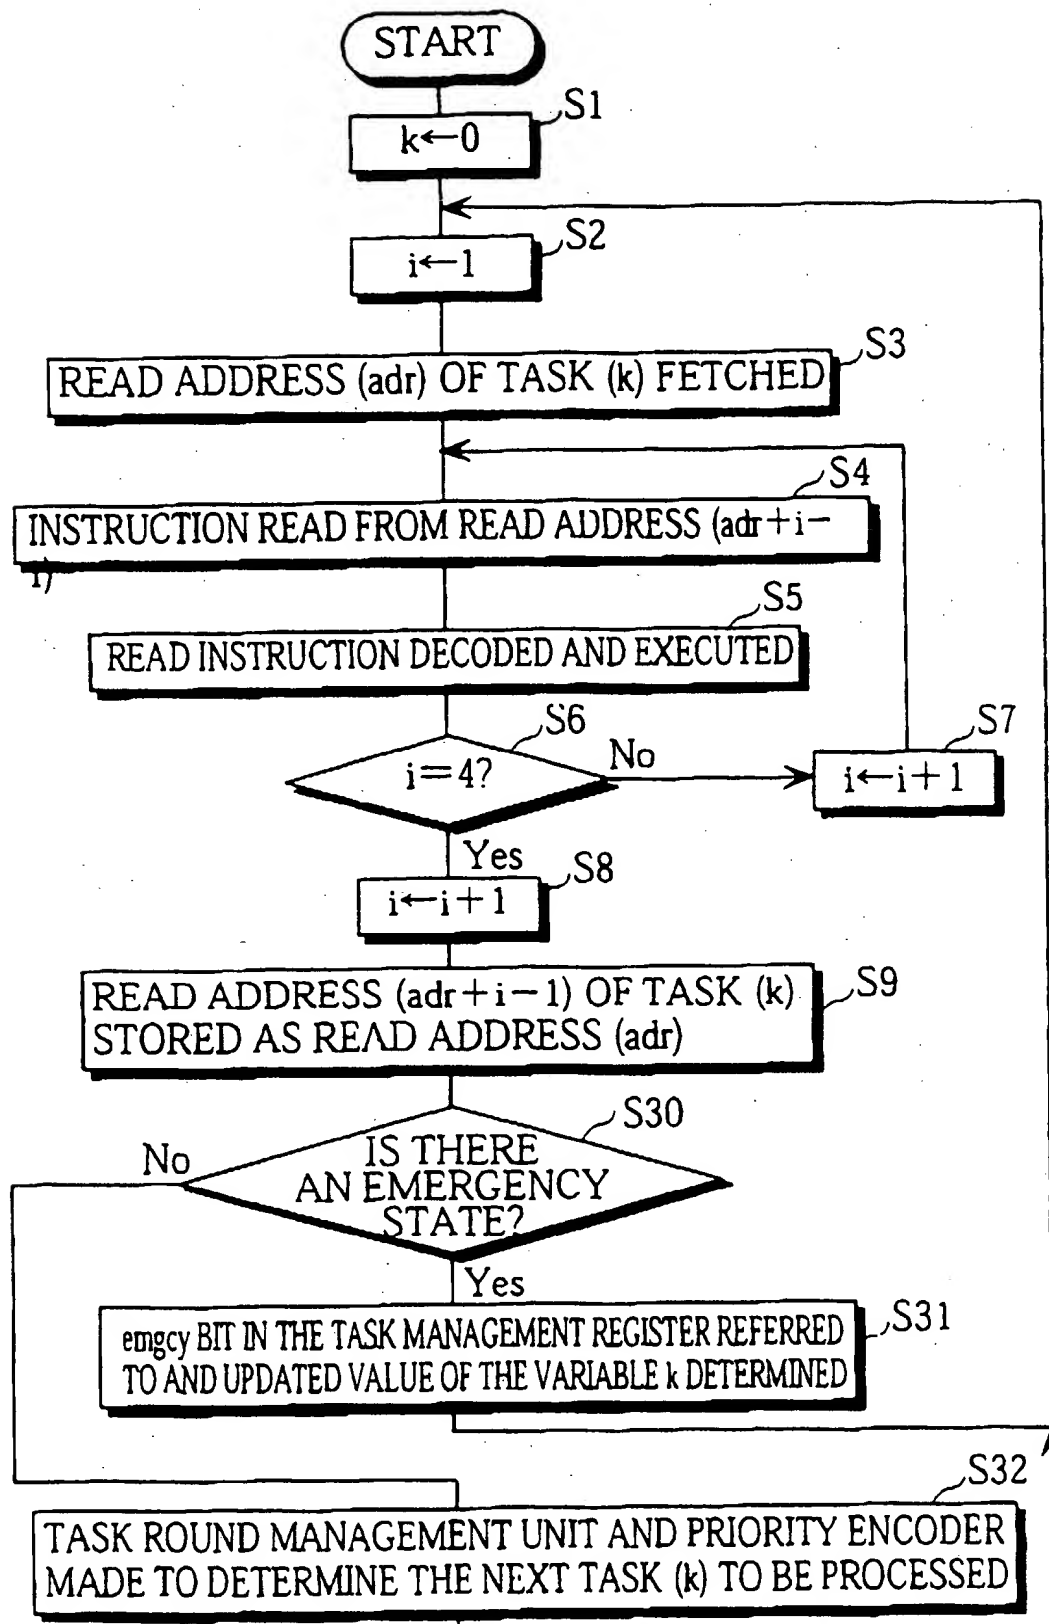 START
S1
k←0
S2
i←1
S3
READ ADDRESS (adr) OF TASK (k) FETCHED
S4
INSTRUCTION READ FROM READ ADDRESS (adr+i−
1)
S5
READ INSTRUCTION DECODED AND EXECUTED
S6
i=4?
No
S7
i←i+1
Yes
S8
i←i+1
S9
READ ADDRESS (adr+i−1) OF TASK (k)
STORED AS READ ADDRESS (adr)
S30
No
IS THERE
AN EMERGENCY
STATE?
Yes
S31
emgcy BIT IN THE TASK MANAGEMENT REGISTER REFERRED
TO AND UPDATED VALUE OF THE VARIABLE k DETERMINED
S32
TASK ROUND MANAGEMENT UNIT AND PRIORITY ENCODER
MADE TO DETERMINE THE NEXT TASK (k) TO BE PROCESSED